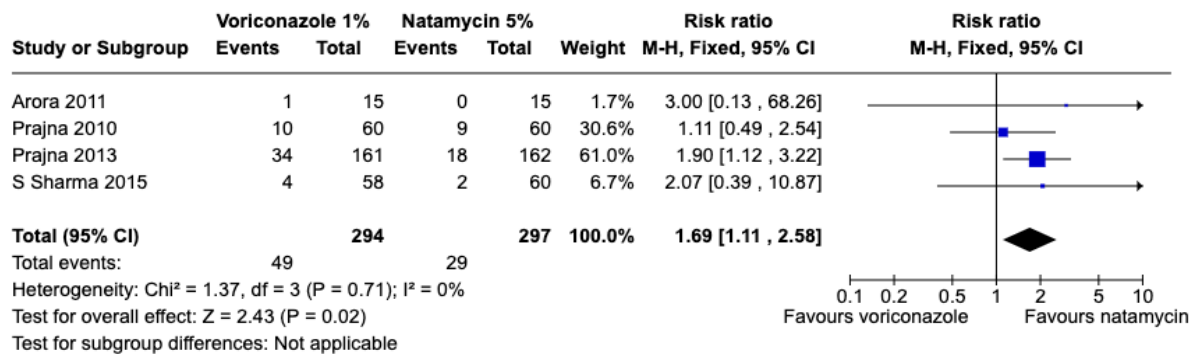 Voriconazole 1% Natamycin 5% Risk ratio Risk ratio
Study or Subgroup Events Total Events Total Weight M-H, Fixed, 95% CI M-H, Fixed, 95% CI
Arora 2011 1 15 0 15 1.7% 3.00 [0.13 , 68.26]
Prajna 2010 10 60 9 60 30.6% 1.11 [0.49 , 2.54]
Prajna 2013 34 161 18 162 61.0% 1.90 [1.12 , 3.22]
S Sharma 2015 4 58 2 60 6.7% 2.07 [0.39 , 10.87]
Total (95% CI) 294 297 100.0% 1.69 [1.11 , 2.58]
Total events: 49 29
Heterogeneity: Chi² = 1.37, df = 3 (P = 0.71); I² = 0%
0.1 0.2 0.5 1 2 5 10
Test for overall effect: Z = 2.43 (P = 0.02)
Favours voriconazole Favours natamycin
Test for subgroup differences: Not applicable